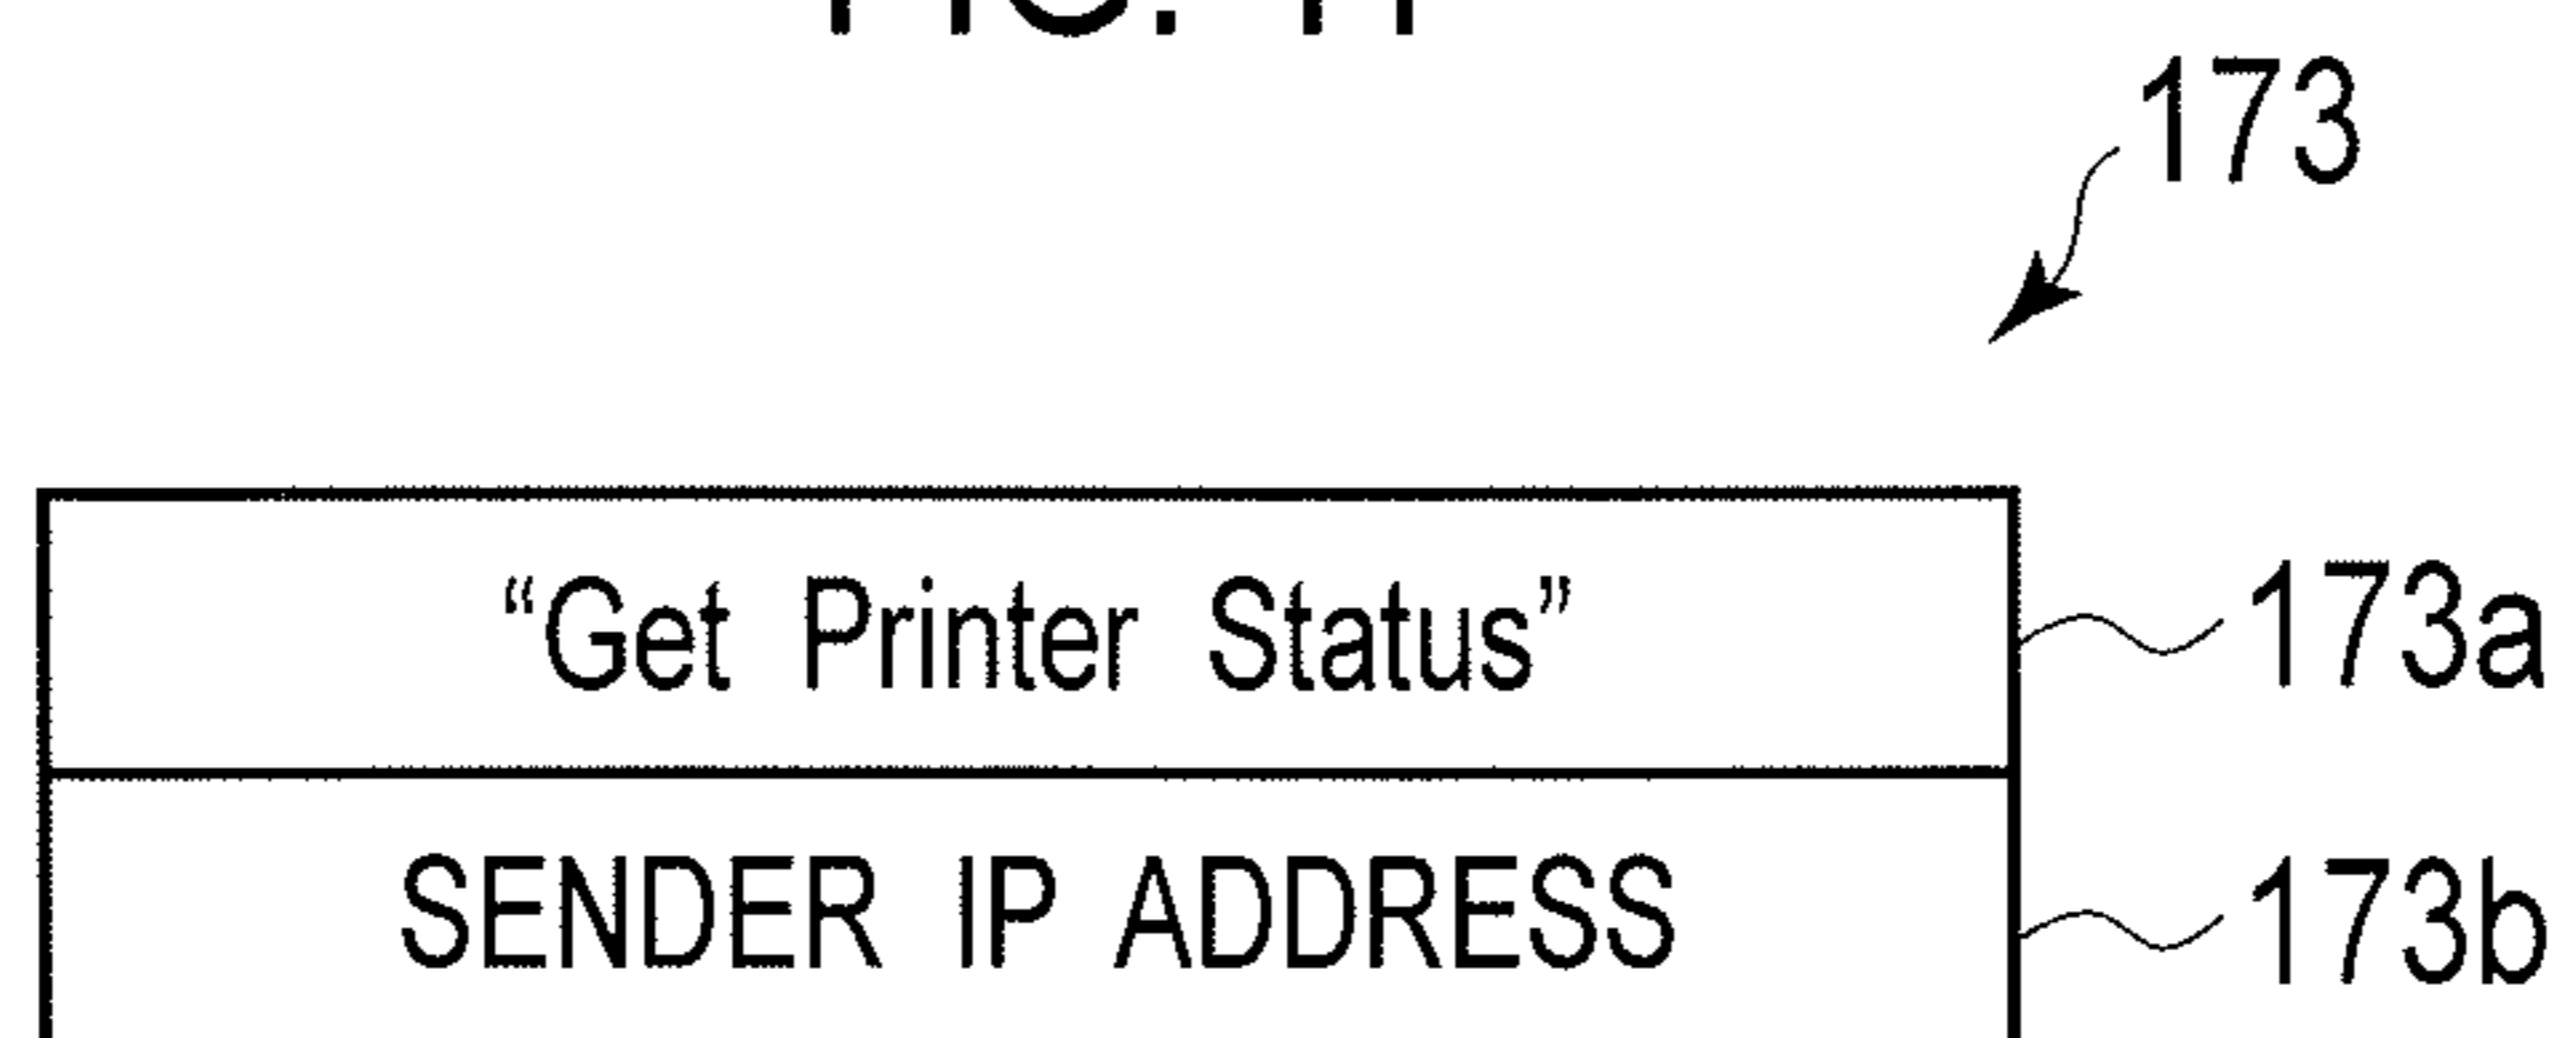 173
“Get Printer Status”
173a
SENDER IP ADDRESS
173b